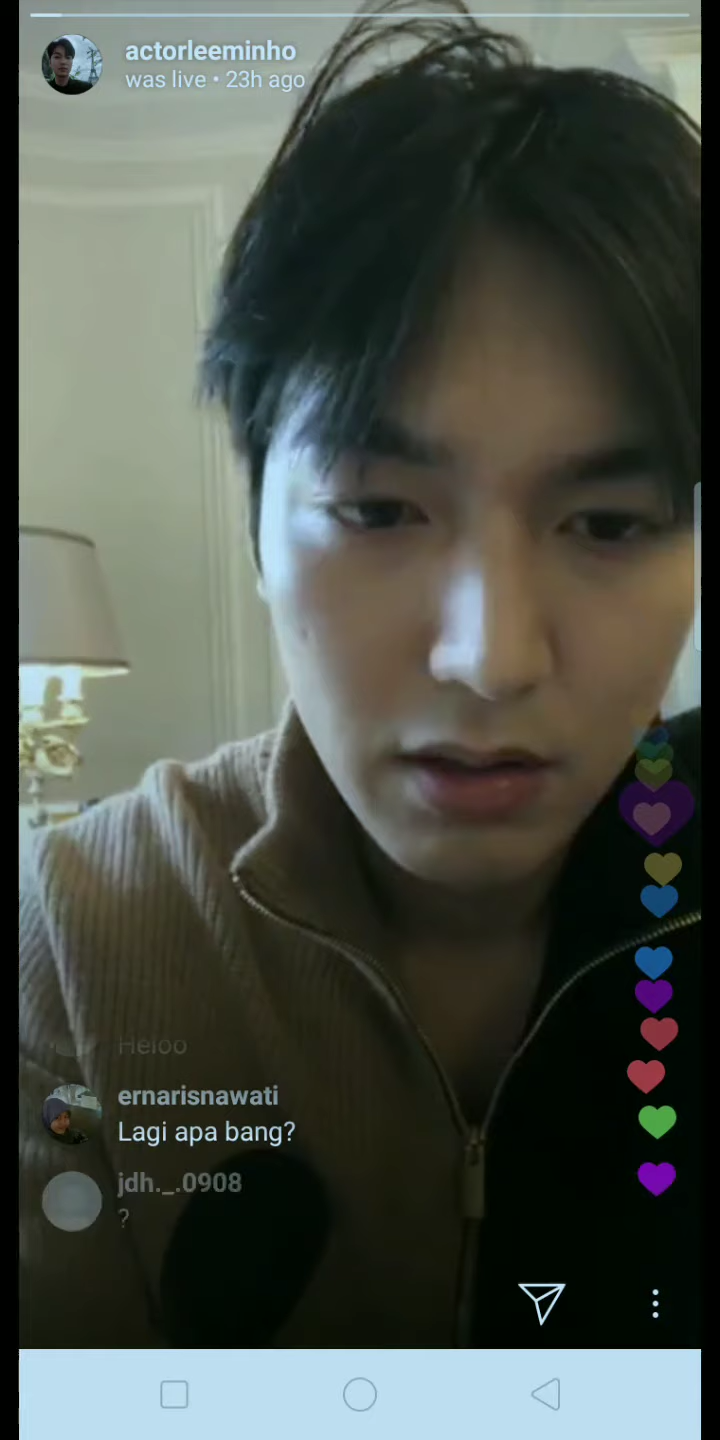 actorleeminho
was live • 23h ago
Heloo
ernarisnawati
Lagi apa bang?
jdh._.0908
?